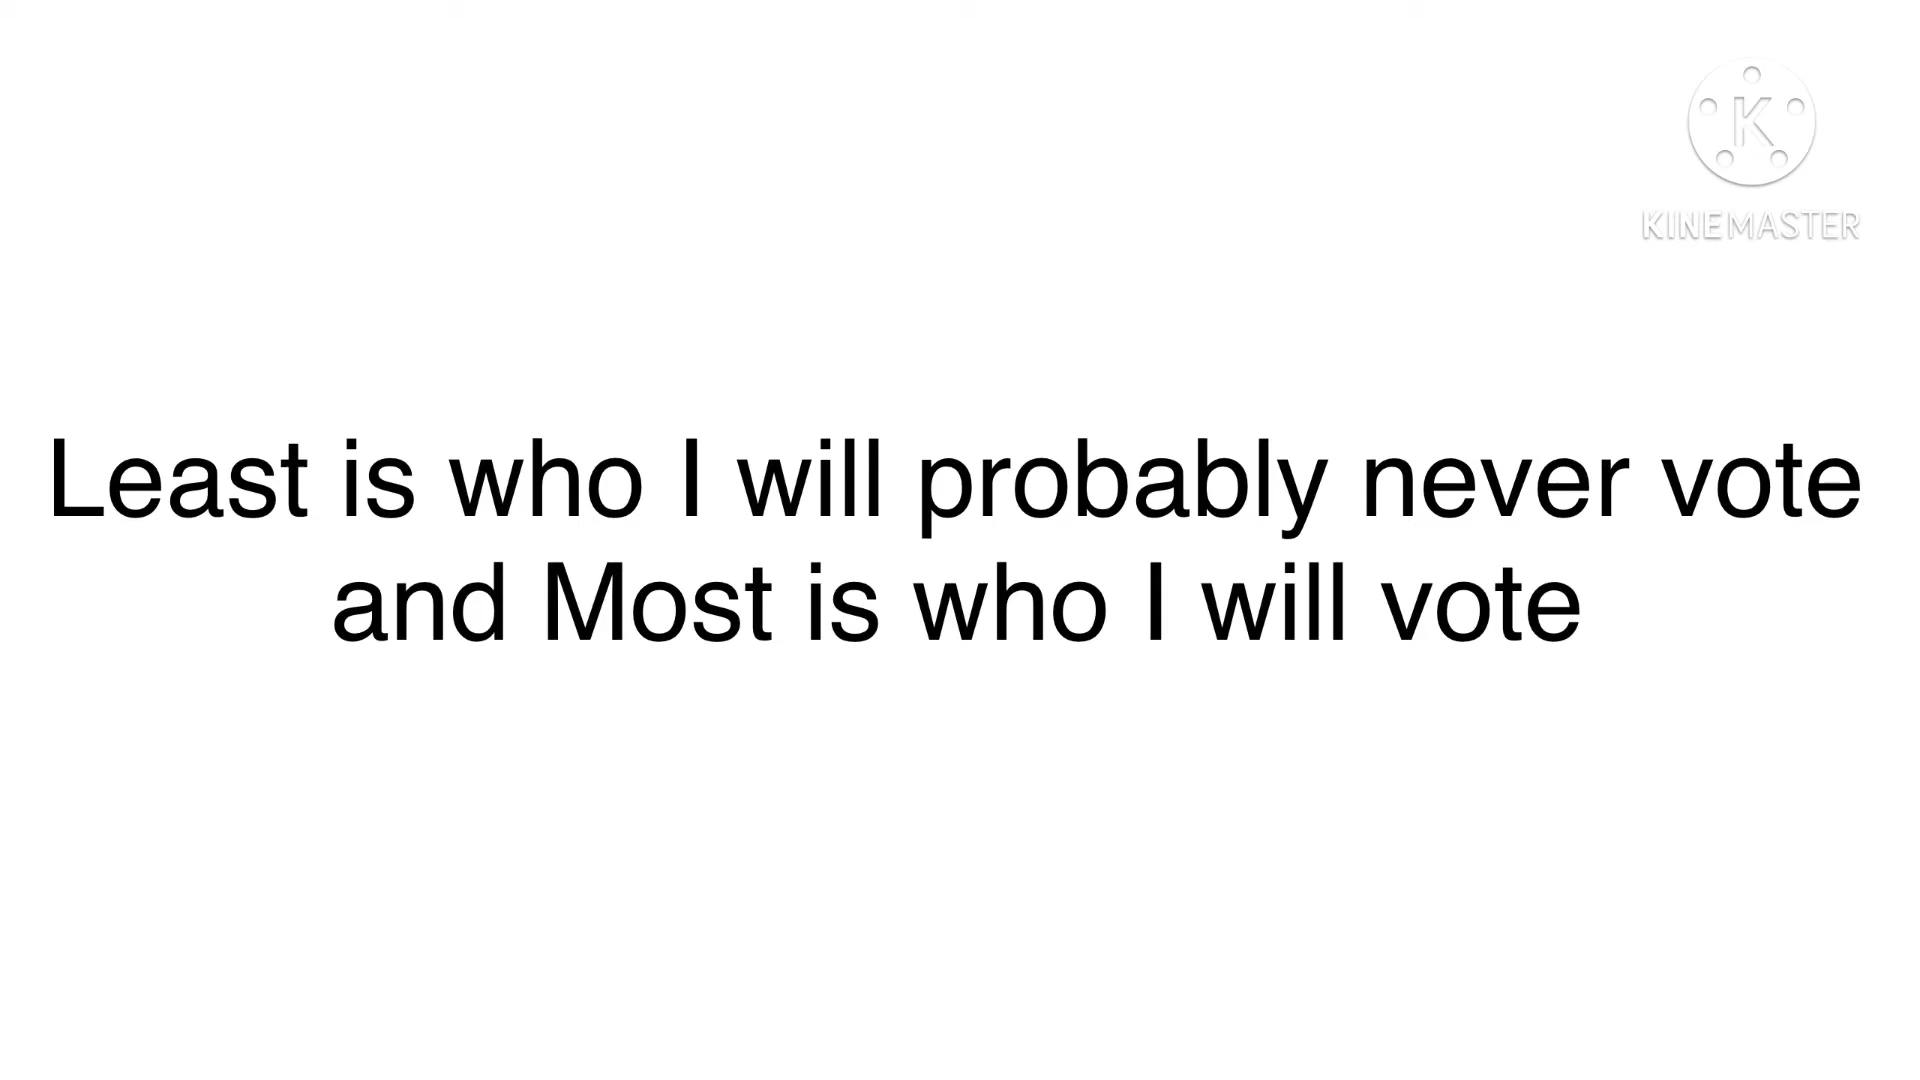 K
KINEMASTER
Least is who I will probably never vote
and Most is who I will vote